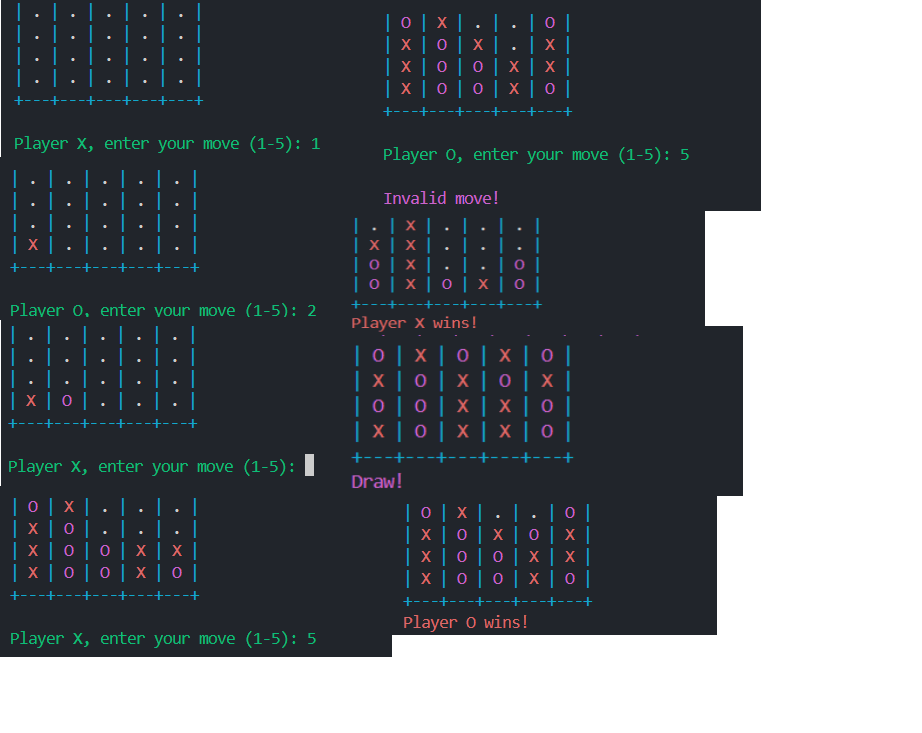 | . | . | . | . | . |
| . | . | . | . | . |
| . | . | . | . | . |
| . | . | . | . | . |
+---+---+---+---+---+
Player X, enter your move (1-5): 1
| . | . | . | . | . |
| . | . | . | . | . |
| . | . | . | . | . |
| X | . | . | . | . |
+---+---+---+---+---+
Player O, enter your move (1-5): 2
| . | . | . | . | . |
| . | . | . | . | . |
| . | . | . | . | . |
| X | O | . | . | . |
+---+---+---+---+---+
Player X, enter your move (1-5):
| O | X | . | . | . |
| X | O | . | . | . |
| X | O | O | X | X |
| X | O | O | X | O |
+---+---+---+---+---+
Player X, enter your move (1-5): 5
| O | X | . | . | O |
| X | O | X | . | X |
| X | O | O | X | X |
| X | O | O | X | O |
+---+---+---+---+---+
Player O, enter your move (1-5): 5
Invalid move!
| . | X | . | . | . |
| X | X | . | . | . |
| O | X | . | . | O |
| O | X | O | X | O |
+---+---+---+---+---+
Player X wins!
| O | X | O | X | O |
| X | O | X | O | X |
| O | O | X | X | O |
| X | O | X | X | O |
+---+---+---+---+---+
Draw!
| O | X | . | . | O |
| X | O | X | O | X |
| X | O | O | X | X |
| X | O | O | X | O |
+---+---+---+---+---+
Player O wins!